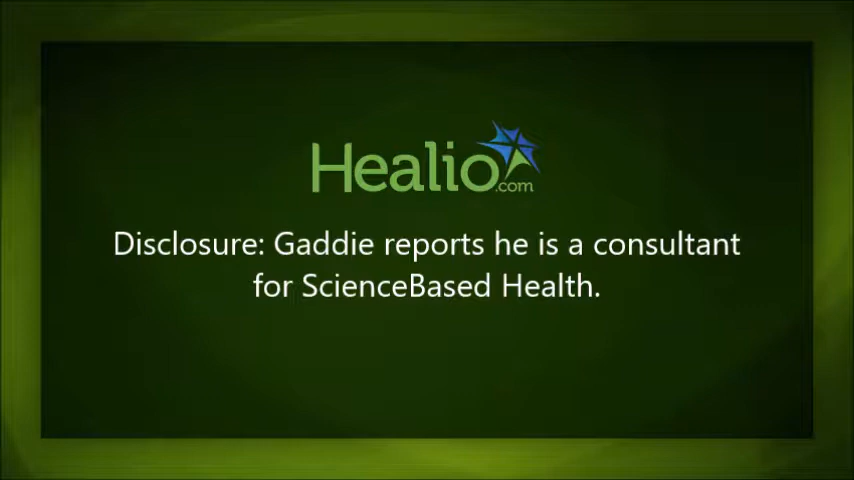 Healio.com
Disclosure: Gaddie reports he is a consultant
for ScienceBased Health.